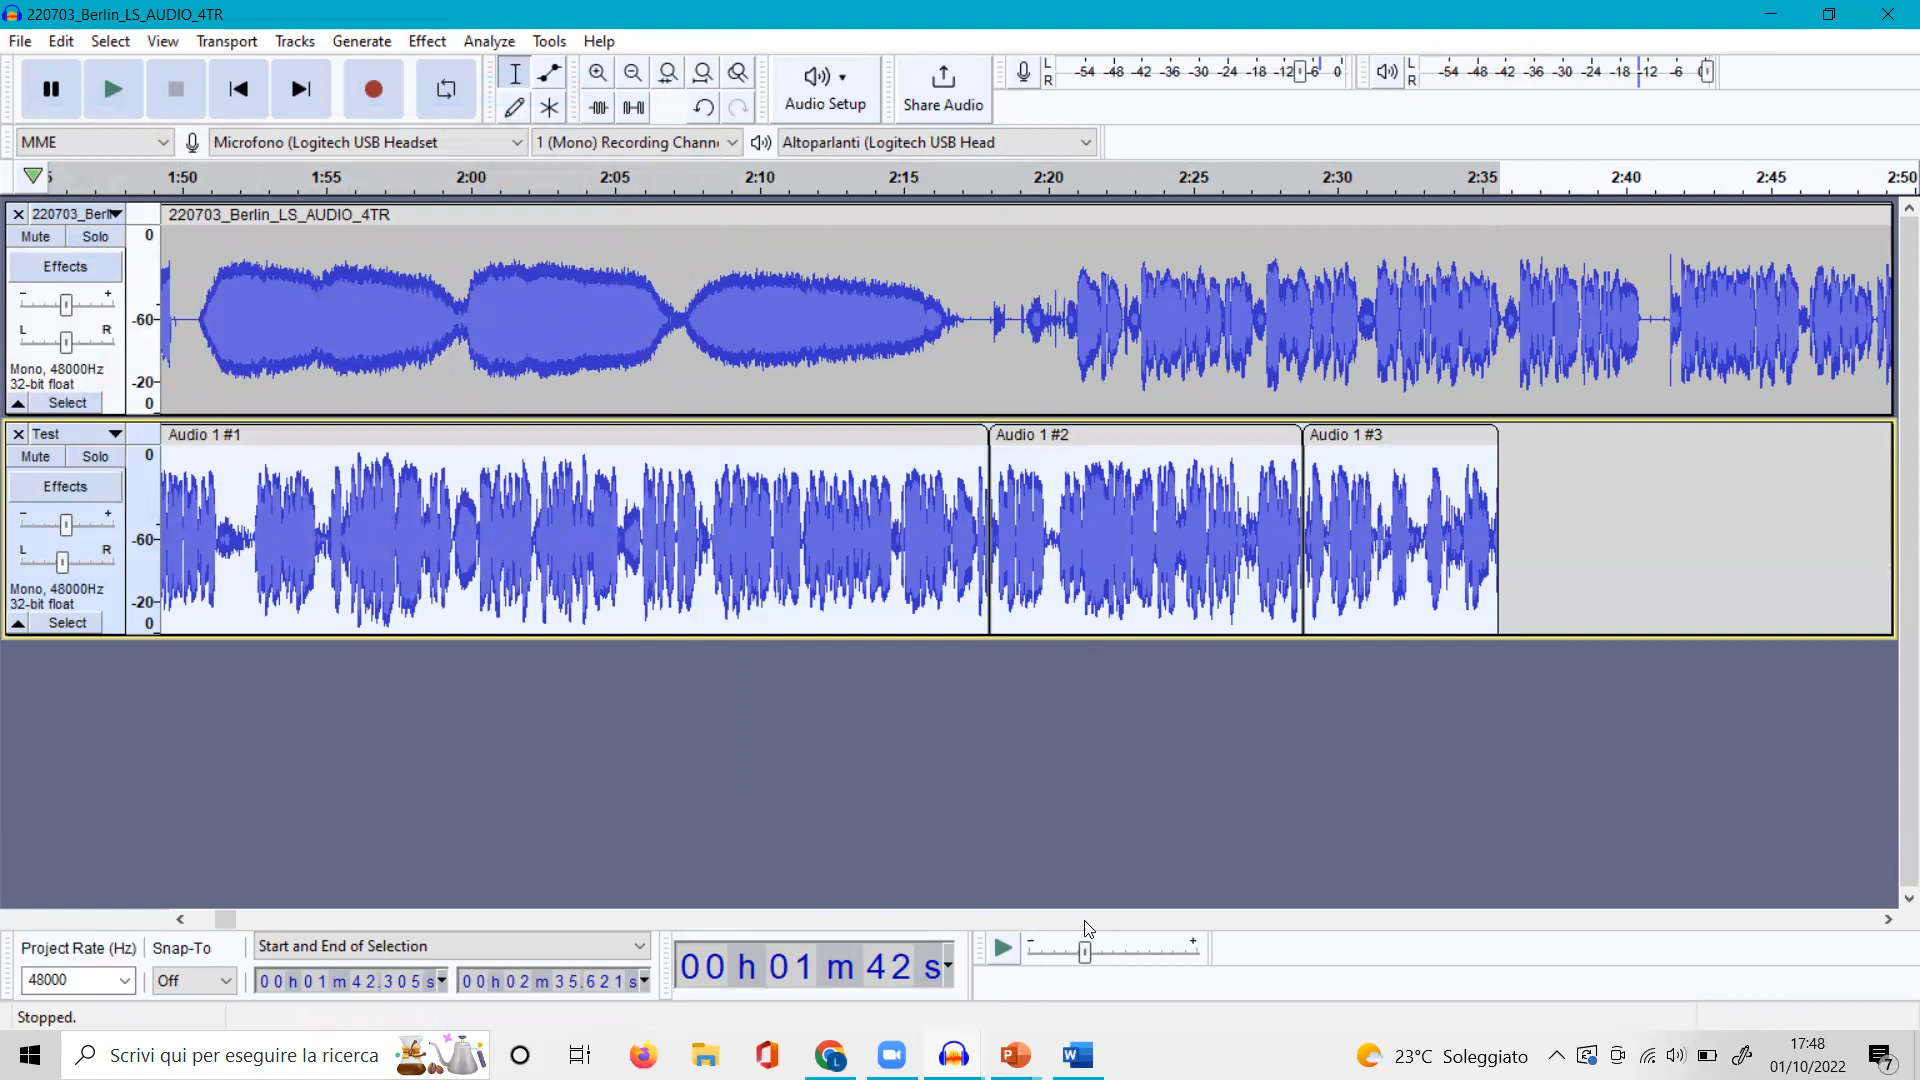 220703_Berlin_LS_AUDIO_4TR
File Edit Select View Transport Tracks Generate Effect Analyze Tools Help
Audio Setup
Share Audio
L R -54 -48 -42 -36 -30 -24 -18 -12 -6 0
L R -54 -48 -42 -36 -30 -24 -18 -12 -6 0
MME
Microfono (Logitech USB Headset
1 (Mono) Recording Chann
Altoparlanti (Logitech USB Head
1:50 1:55 2:00 2:05 2:10 2:15 2:20 2:25 2:30 2:35 2:40 2:45 2:50
220703_Berl
220703_Berlin_LS_AUDIO_4TR
Mute Solo
Effects
- +
L R
Mono, 48000Hz
32-bit float
Select
0
-60
-20
0
Test
Audio 1 #1
Audio 1 #2
Audio 1 #3
Mute Solo
Effects
- +
L R
Mono, 48000Hz
32-bit float
Select
0
-60
-20
0
Project Rate (Hz)
Snap-To
Start and End of Selection
48000
Off
00h01m42.305s
00h02m35.621s
00h01m42s
- +
Stopped.
Scrivi qui per eseguire la ricerca
23°C Soleggiato
17:48
01/10/2022
7